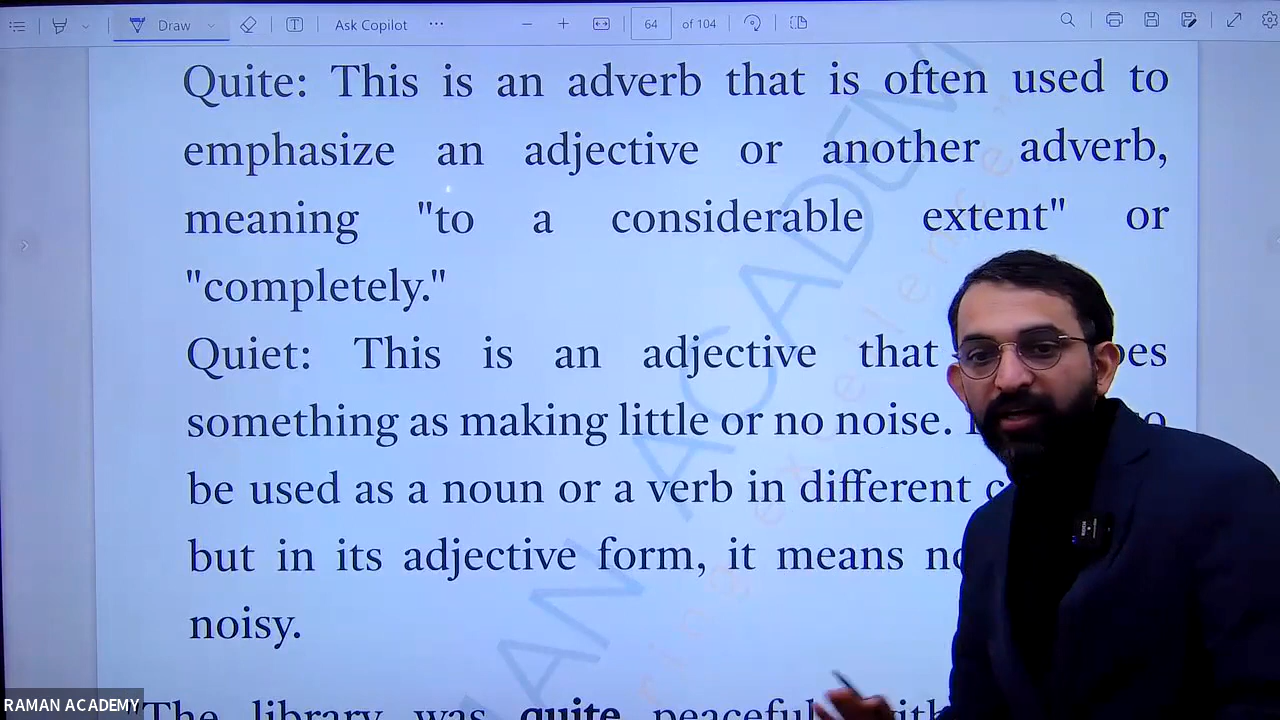 Draw
Ask Copilot
64 of 104
Quite: This is an adverb that is often used to
emphasize an adjective or another adverb,
meaning "to a considerable extent" or
"completely."
Quiet: This is an adjective that
something as making little or no noise.
be used as a noun or a verb in different
but in its adjective form, it means
noisy.
"The library was quite peaceful
RAMAN ACADEMY